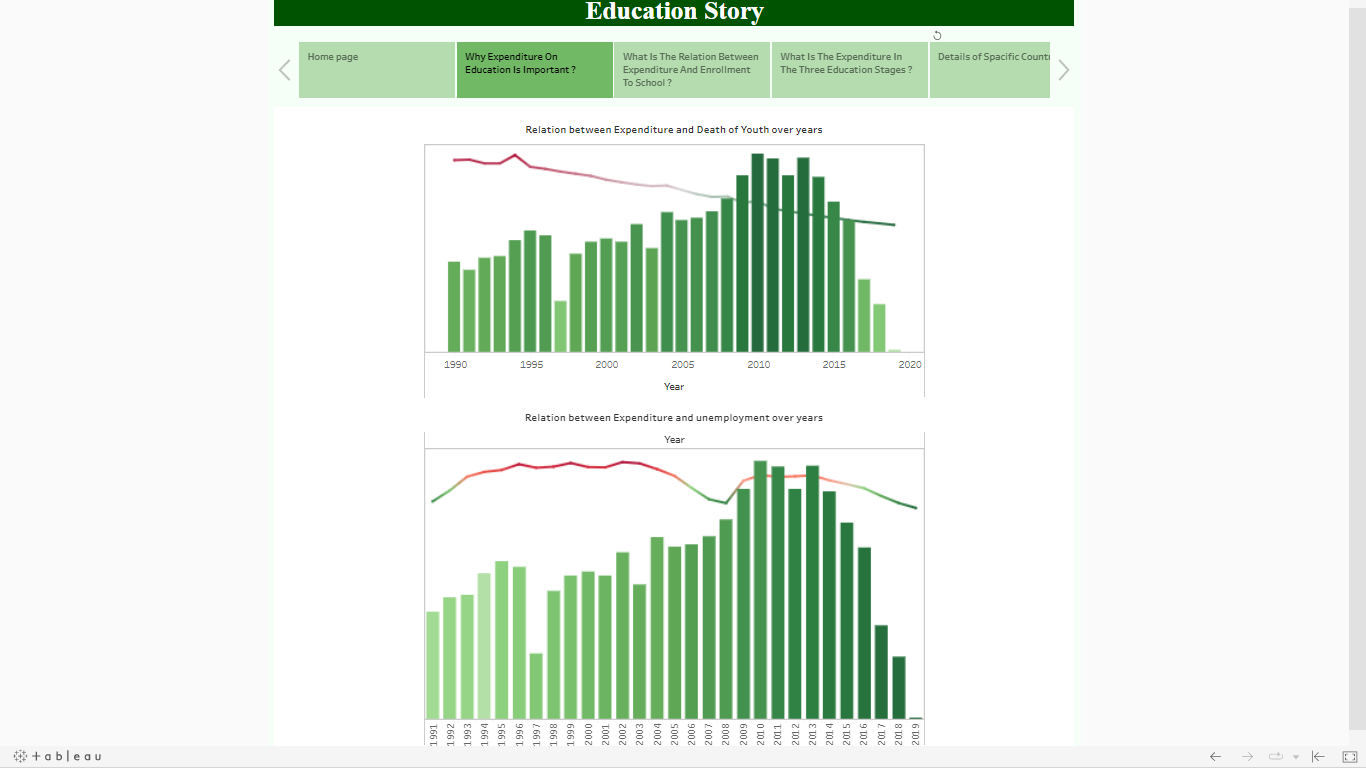 Education Story
Home page
Why Expenditure On
Education Is Important ?
What Is The Relation Between
Expenditure And Enrollment
To School ?
What Is The Expenditure In
The Three Education Stages ?
Details of Spacific Countr
Relation between Expenditure and Death of Youth over years
1990 1995 2000 2005 2010 2015 2020
Year
Relation between Expenditure and unemployment over years
Year
1991 1992 1993 1994 1995 1996 1997 1998 1999 2000 2001 2002 2003 2004 2005 2006 2007 2008 2009 2010 2011 2012 2013 2014 2015 2016 2017 2018 2019
+ableau